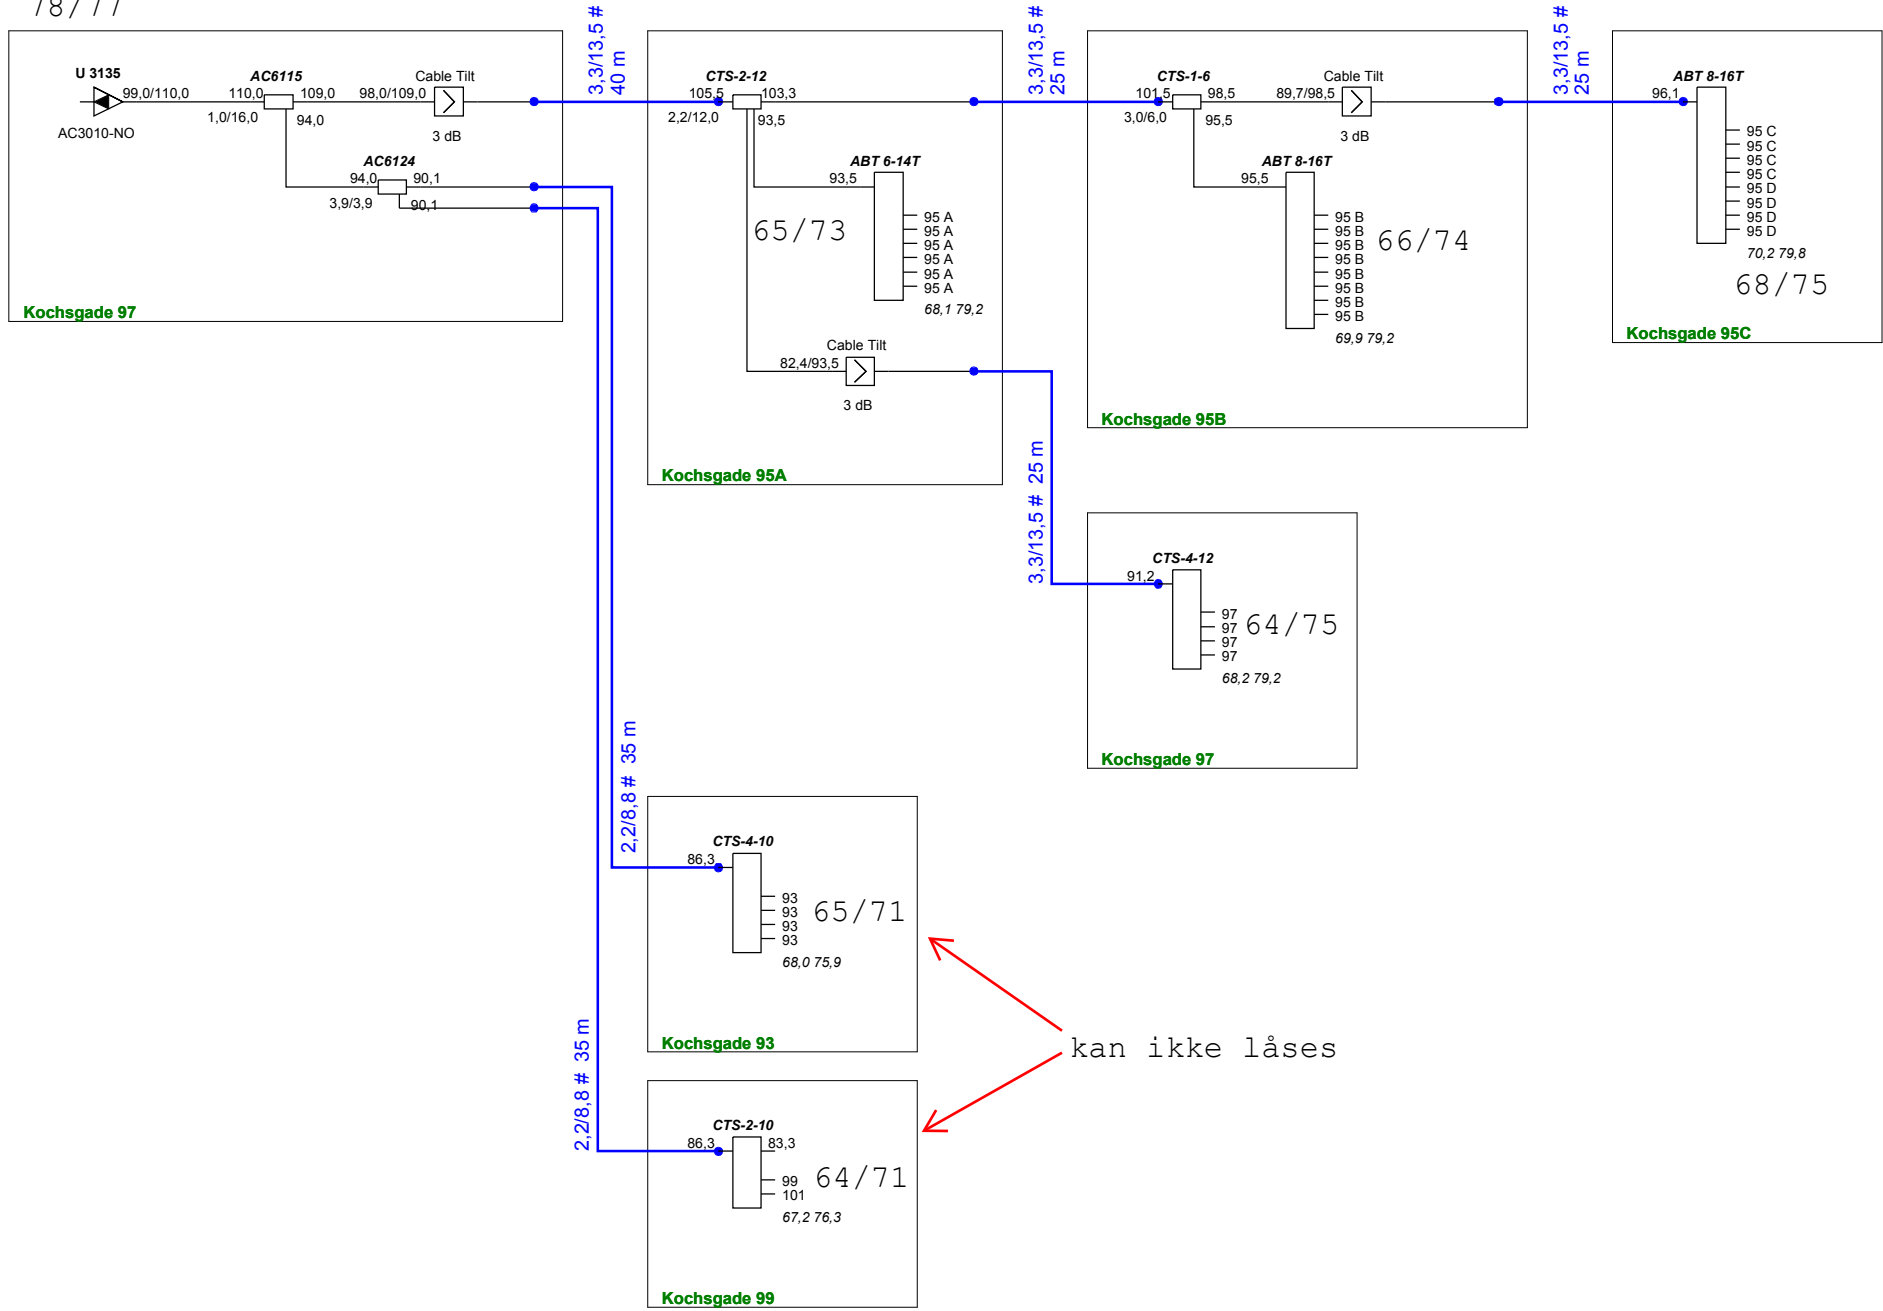 78/77
U 3135
99,0/110,0
AC3010-NO
AC6115
110,0
109,0
1,0/16,0
94,0
98,0/109,0
Cable Tilt
3 dB
AC6124
94,0
90,1
3,9/3,9
90,1
Kochsgade 97
3,3/13,5 #
40 m
CTS-2-12
105,5
103,3
2,2/12,0
93,5
ABT 6-14T
93,5
65/73
95 A
95 A
95 A
95 A
95 A
95 A
68,1 79,2
Cable Tilt
82,4/93,5
3 dB
Kochsgade 95A
3,3/13,5 #
25 m
CTS-1-6
101,5
98,5
3,0/6,0
95,5
89,7/98,5
Cable Tilt
3 dB
ABT 8-16T
95,5
95 B
95 B
95 B
95 B
95 B
95 B
95 B
95 B
66/74
69,9 79,2
Kochsgade 95B
3,3/13,5 #
25 m
ABT 8-16T
96,1
95 C
95 C
95 C
95 C
95 D
95 D
95 D
95 D
70,2 79,8
68/75
Kochsgade 95C
3,3/13,5 # 25 m
CTS-4-12
91,2
97
97
97
97
64/75
68,2 79,2
Kochsgade 97
2,2/8,8 # 35 m
CTS-4-10
86,3
93
93
93
93
65/71
68,0 75,9
Kochsgade 93
kan ikke låses
2,2/8,8 # 35 m
CTS-2-10
86,3
83,3
99
101
64/71
67,2 76,3
Kochsgade 99